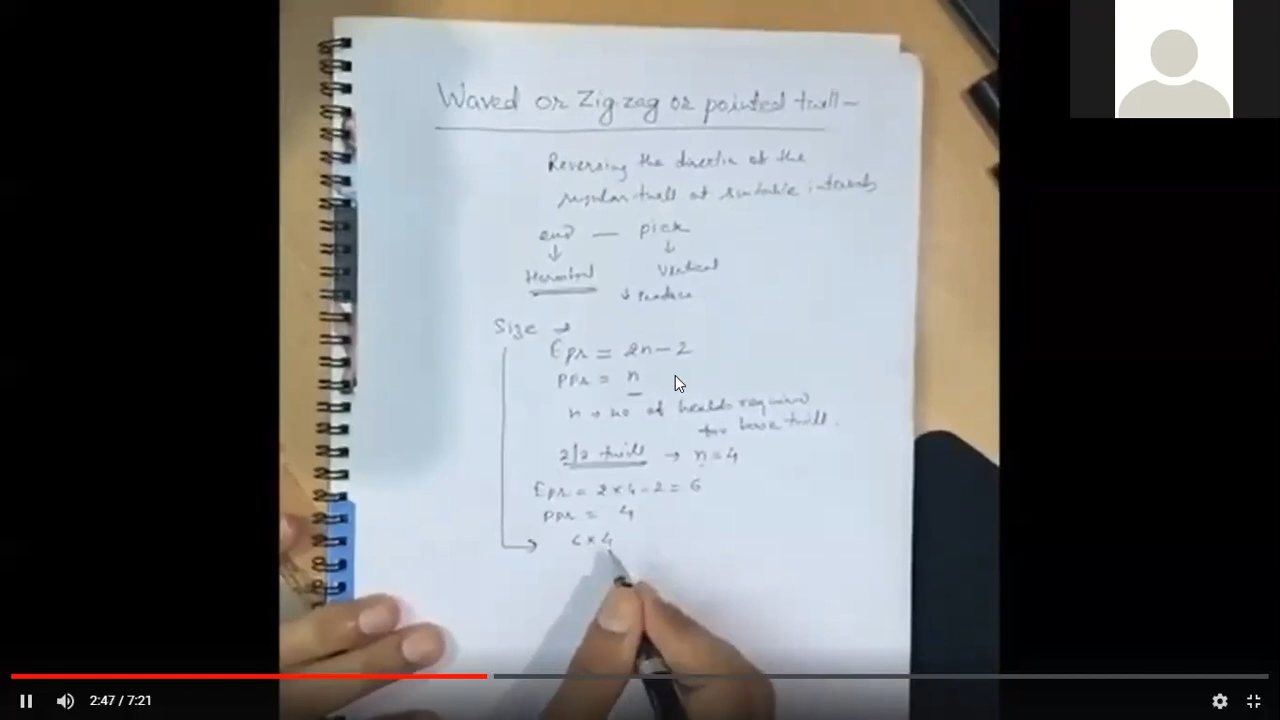 Waved or Zig-zag or pointed twill-
Reversing the direction of the
regular twill at suitable intervals
end — pick
↓ ↓
Horizontal Vertical
↓ Produce
Size →
Epr = 2n - 2
PPr = n
n → no of healds required
for base twill.
2/2 twill → n = 4
Epr = 2 x 4 - 2 = 6
PPr = 4
6 x 4
2:47 / 7:21